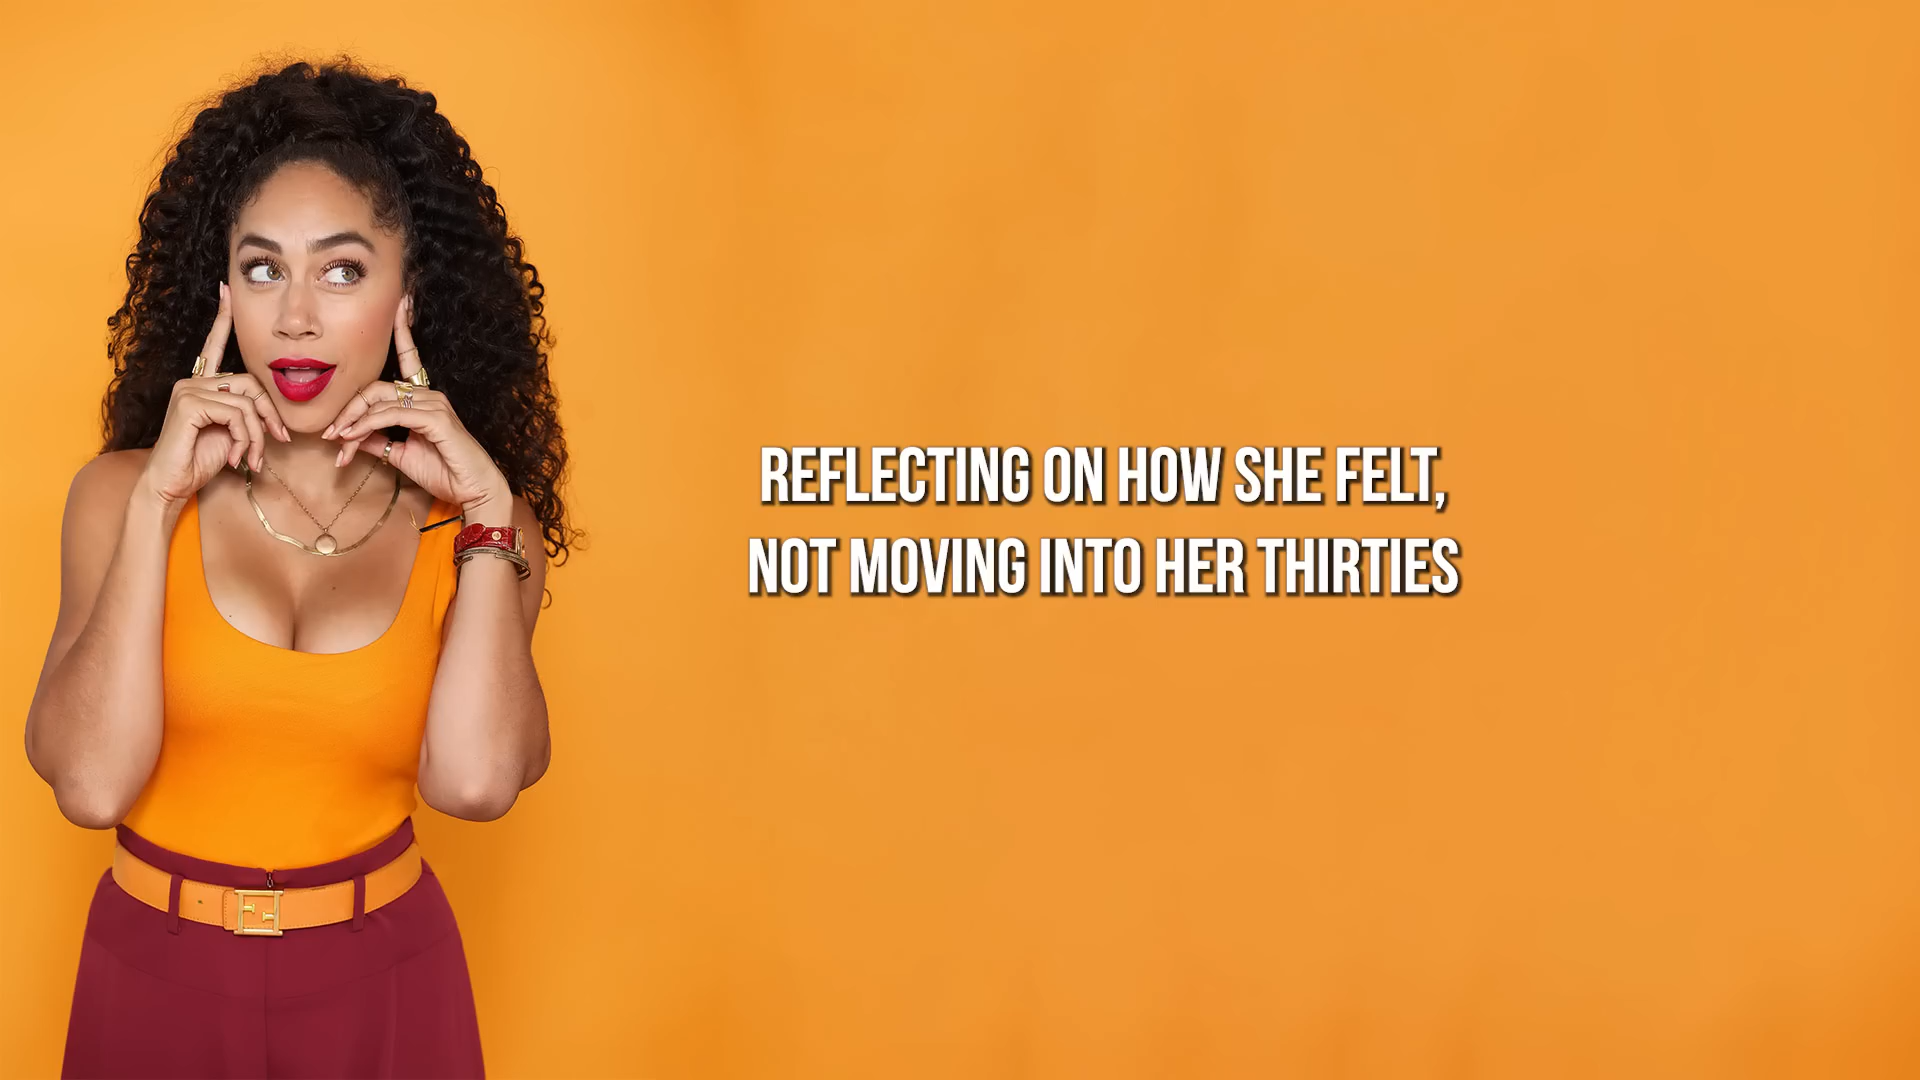 REFLECTING ON HOW SHE FELT,
NOT MOVING INTO HER THIRTIES